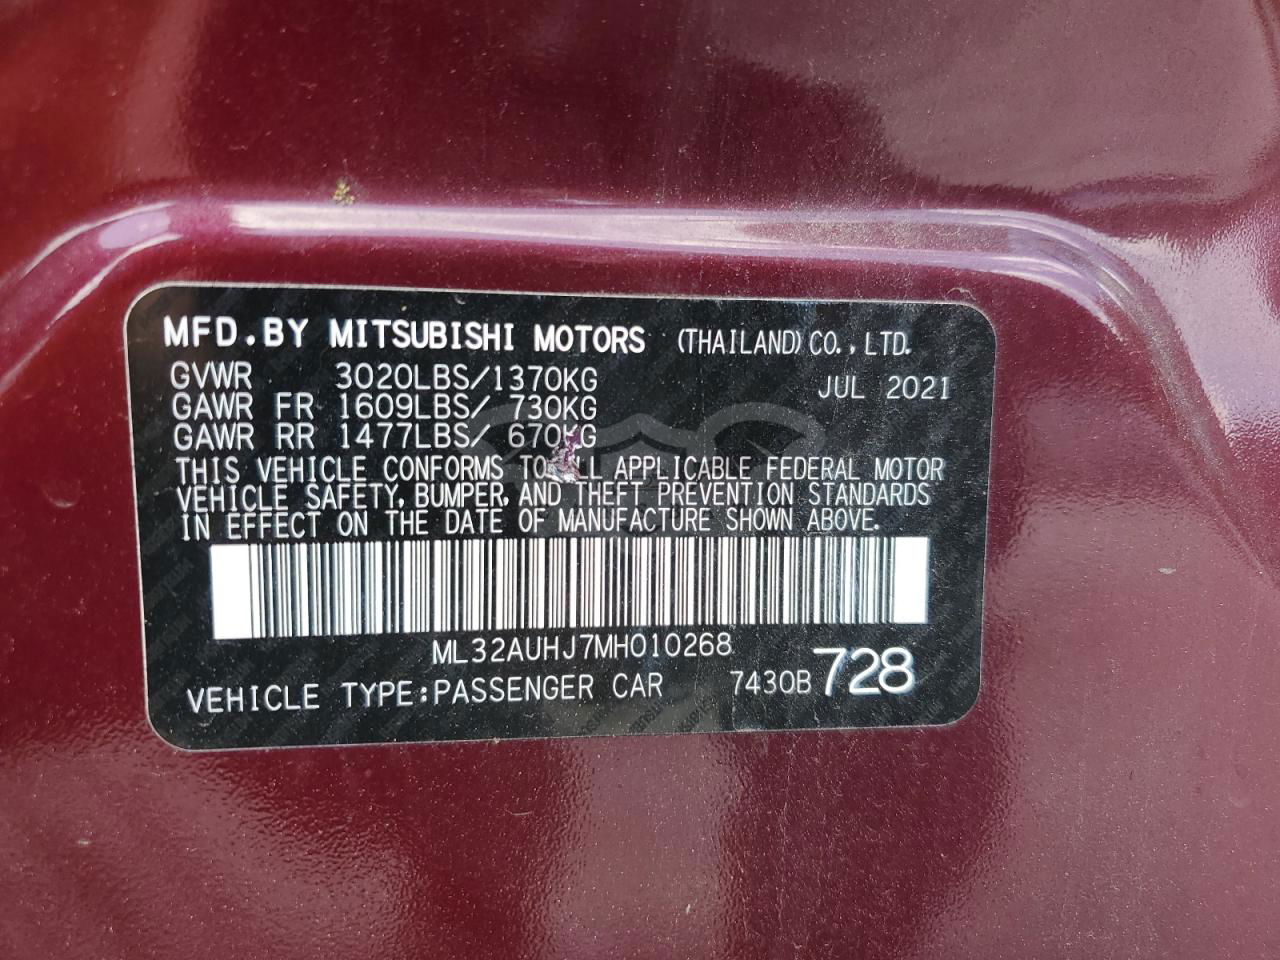 MFD.BY MITSUBISHI MOTORS (THAILAND) CO., LTD.
GVWR 3020LBS/1370KG JUL 2021
GAWR FR 1609LBS/ 730KG
GAWR RR 1477LBS/ 670KG
THIS VEHICLE CONFORMS TO ALL APPLICABLE FEDERAL MOTOR
VEHICLE SAFETY, BUMPER, AND THEFT PREVENTION STANDARDS
IN EFFECT ON THE DATE OF MANUFACTURE SHOWN ABOVE.
ML32AUHJ7MH010268
VEHICLE TYPE:PASSENGER CAR 7430B 728